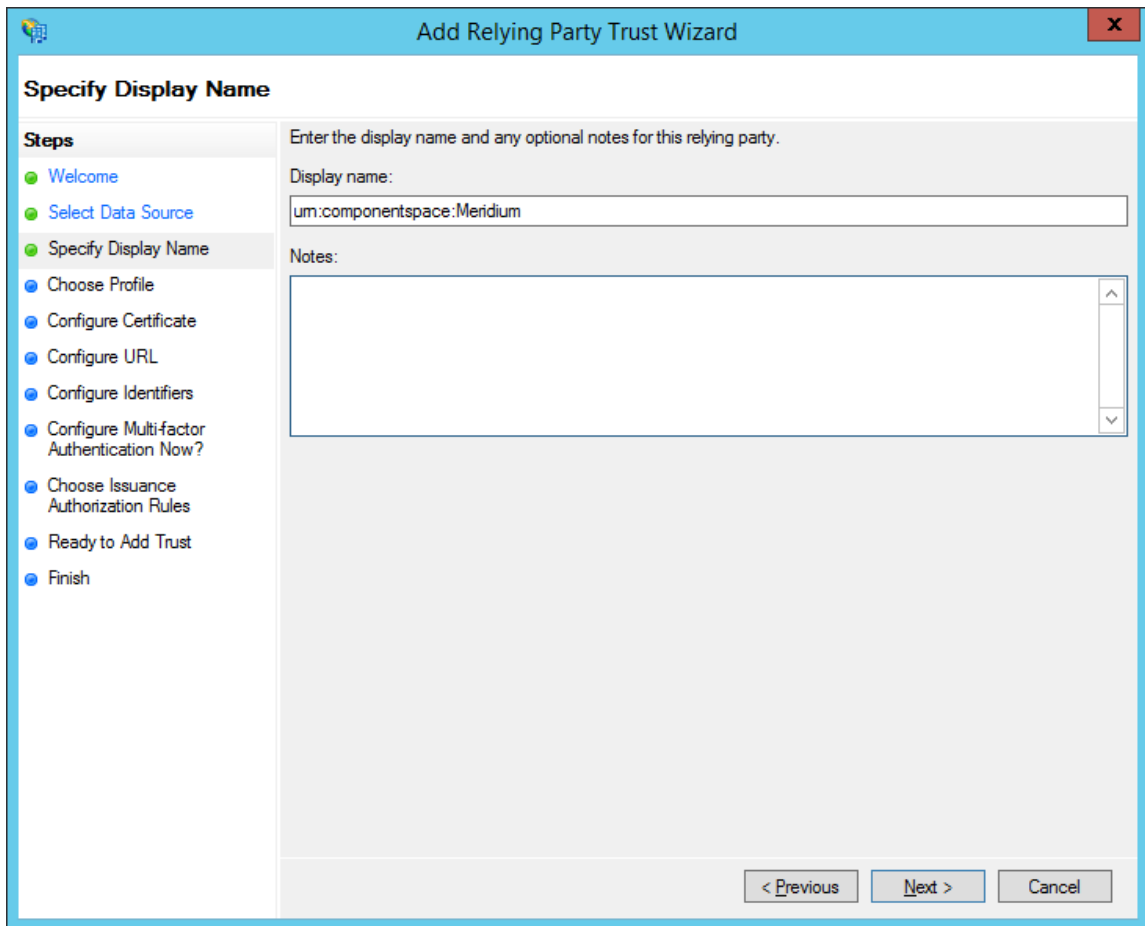 Add Relying Party Trust Wizard
x
Specify Display Name
Steps
Welcome
Select Data Source
Specify Display Name
Choose Profile
Configure Certificate
Configure URL
Configure Identifiers
Configure Multi-factor
Authentication Now?
Choose Issuance
Authorization Rules
Ready to Add Trust
Finish
Enter the display name and any optional notes for this relying party.
Display name:
urn:componentspace:Meridium
Notes:
< Previous
Next >
Cancel